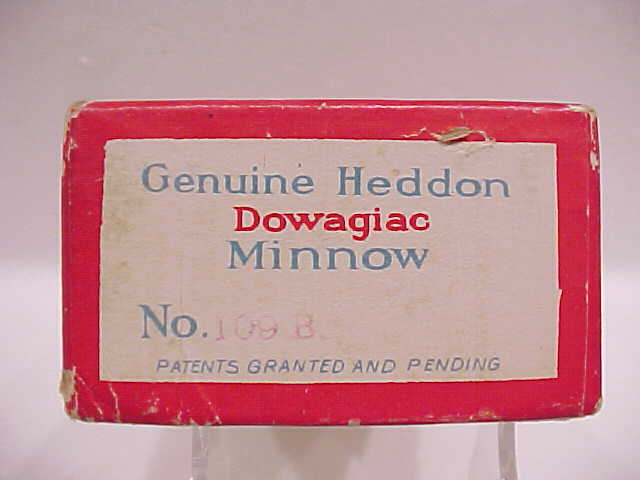 Genuine Heddon
Dowagiac
Minnow
No. 109 B.
PATENTS GRANTED AND PENDING